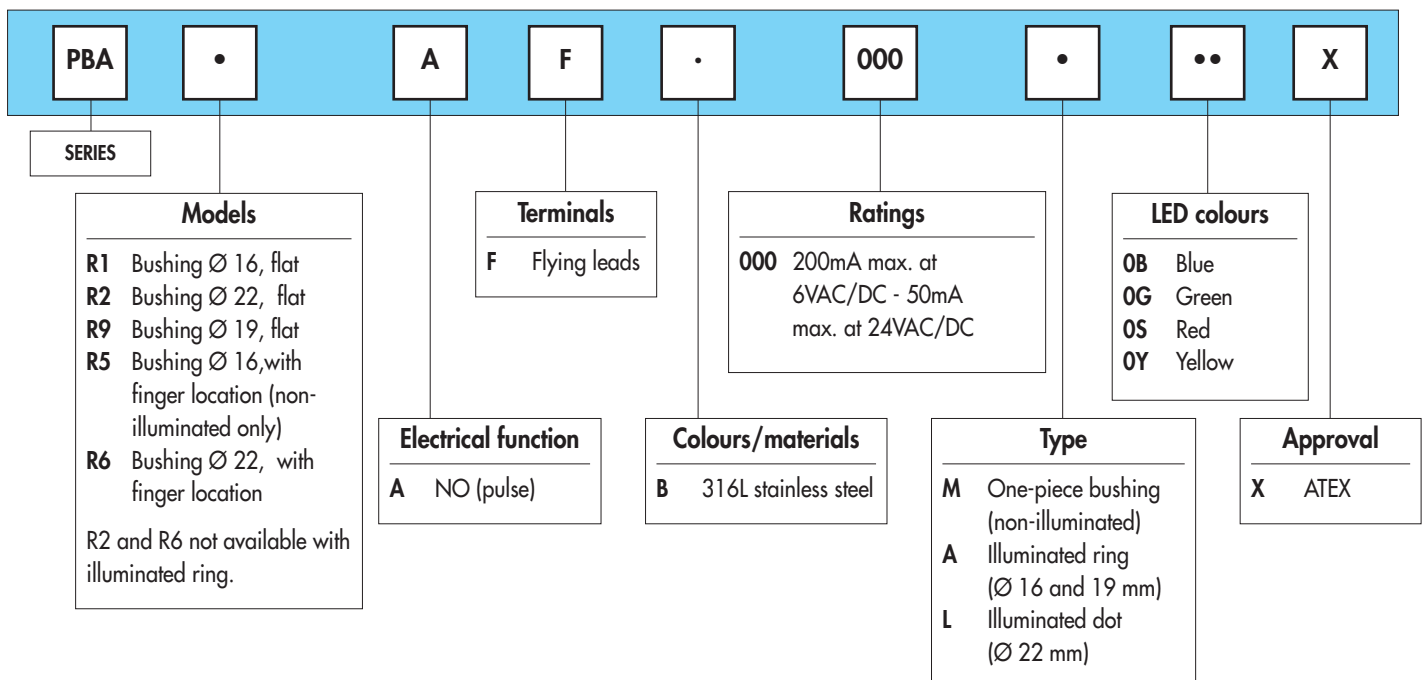 PBA • A F · 000 • •• X
SERIES
Models
R1 Bushing Ø 16, flat
R2 Bushing Ø 22, flat
R9 Bushing Ø 19, flat
R5 Bushing Ø 16,with
finger location (non-
illuminated only)
R6 Bushing Ø 22, with
finger location
R2 and R6 not available with
illuminated ring.
Electrical function
A NO (pulse)
Terminals
F Flying leads
Colours/materials
B 316L stainless steel
Ratings
000 200mA max. at
6VAC/DC - 50mA
max. at 24VAC/DC
Type
M One-piece bushing
(non-illuminated)
A Illuminated ring
(Ø 16 and 19 mm)
L Illuminated dot
(Ø 22 mm)
LED colours
0B Blue
0G Green
0S Red
0Y Yellow
Approval
X ATEX